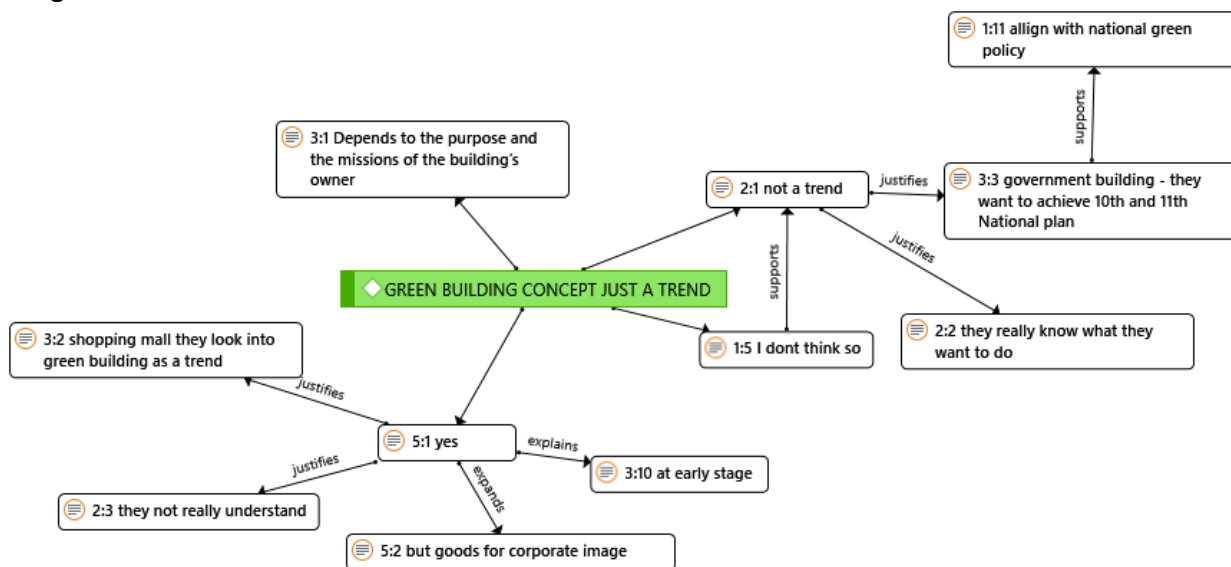 1:11 allign with national green
policy
supports
3:1 Depends to the purpose and
the missions of the building's
owner
2:1 not a trend
justifies
3:3 government building - they
want to achieve 10th and 11th
National plan
justifies
supports
GREEN BUILDING CONCEPT JUST A TREND
2:2 they really know what they
want to do
1:5 I dont think so
3:2 shopping mall they look into
green building as a trend
justifies
5:1 yes
explains
3:10 at early stage
justifies
expands
2:3 they not really understand
5:2 but goods for corporate image